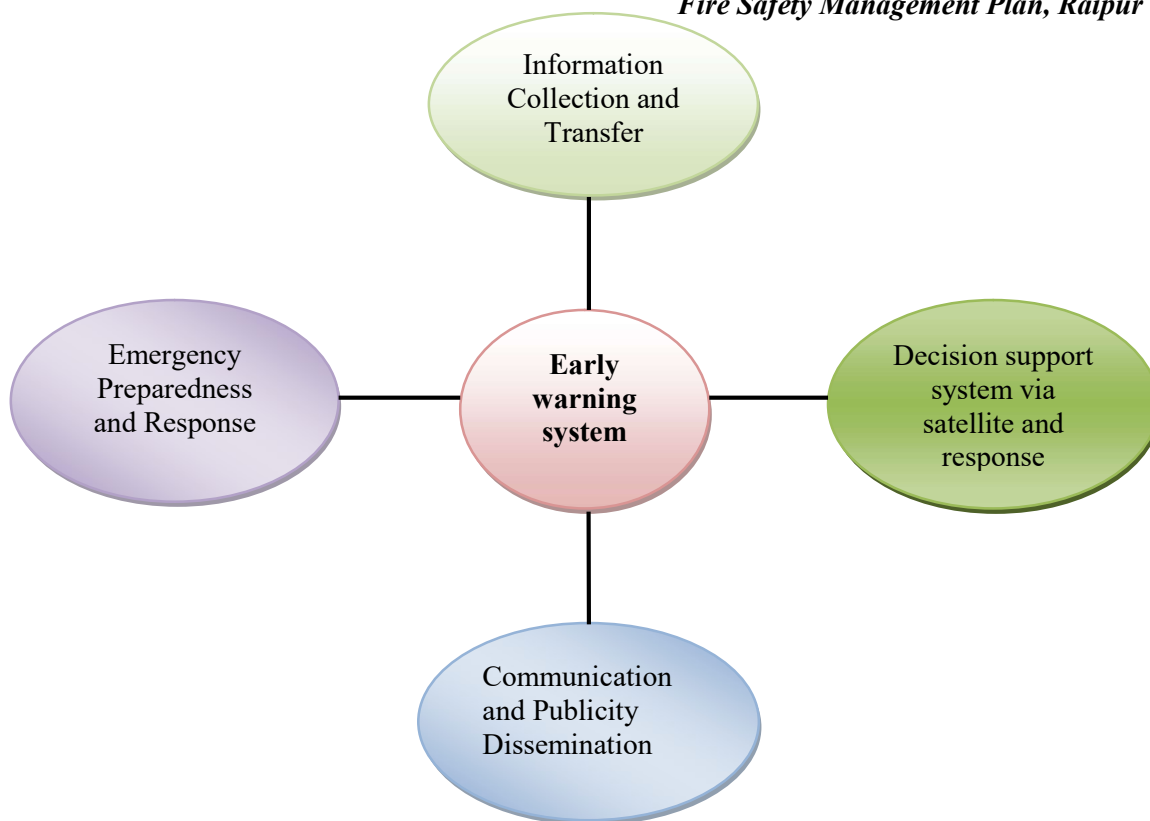 Fire Safety Management Plan, Raipur
Information
Collection and
Transfer
Emergency
Preparedness
and Response
Early
warning
system
Decision support
system via
satellite and
response
Communication
and Publicity
Dissemination